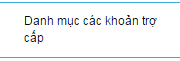 Danh mục các khoản trợ
cấp